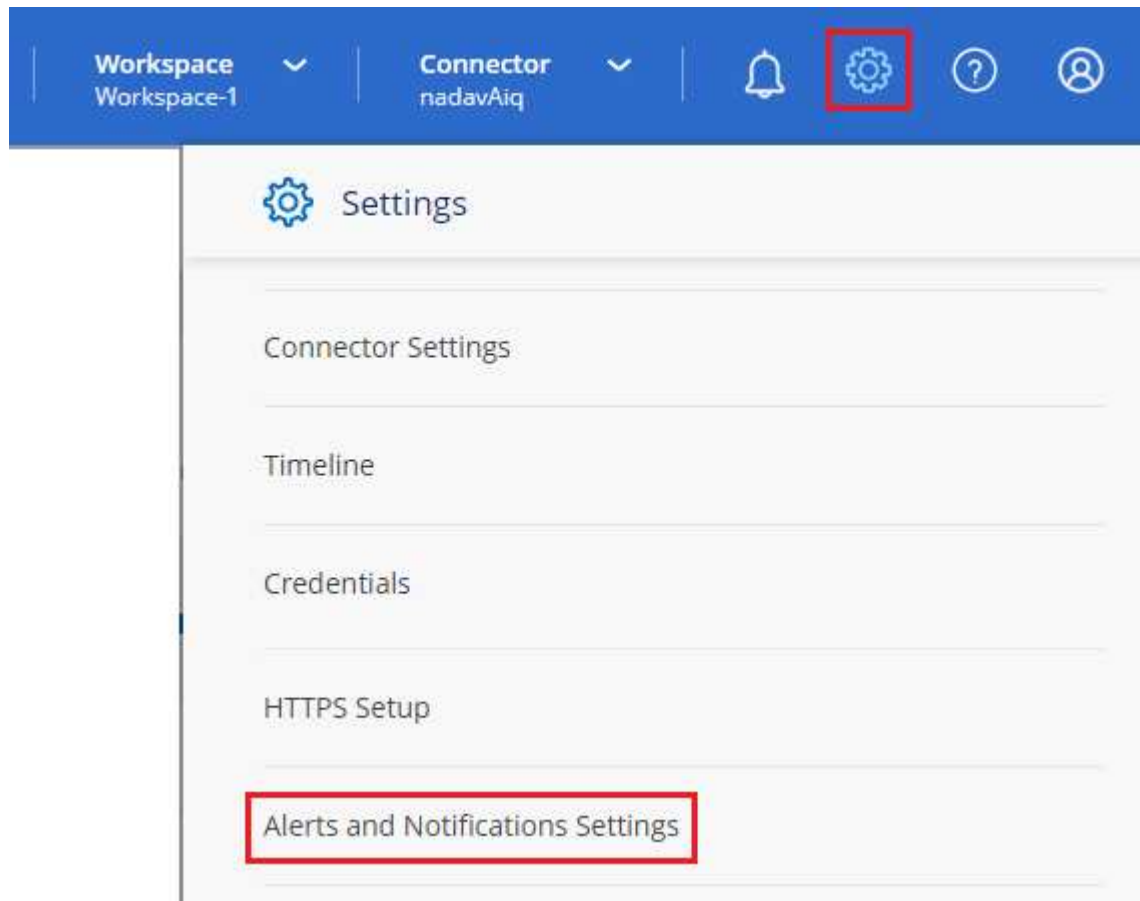 Workspace
Workspace-1
Connector
nadavAiq
Settings
Connector Settings
Timeline
Credentials
HTTPS Setup
Alerts and Notifications Settings